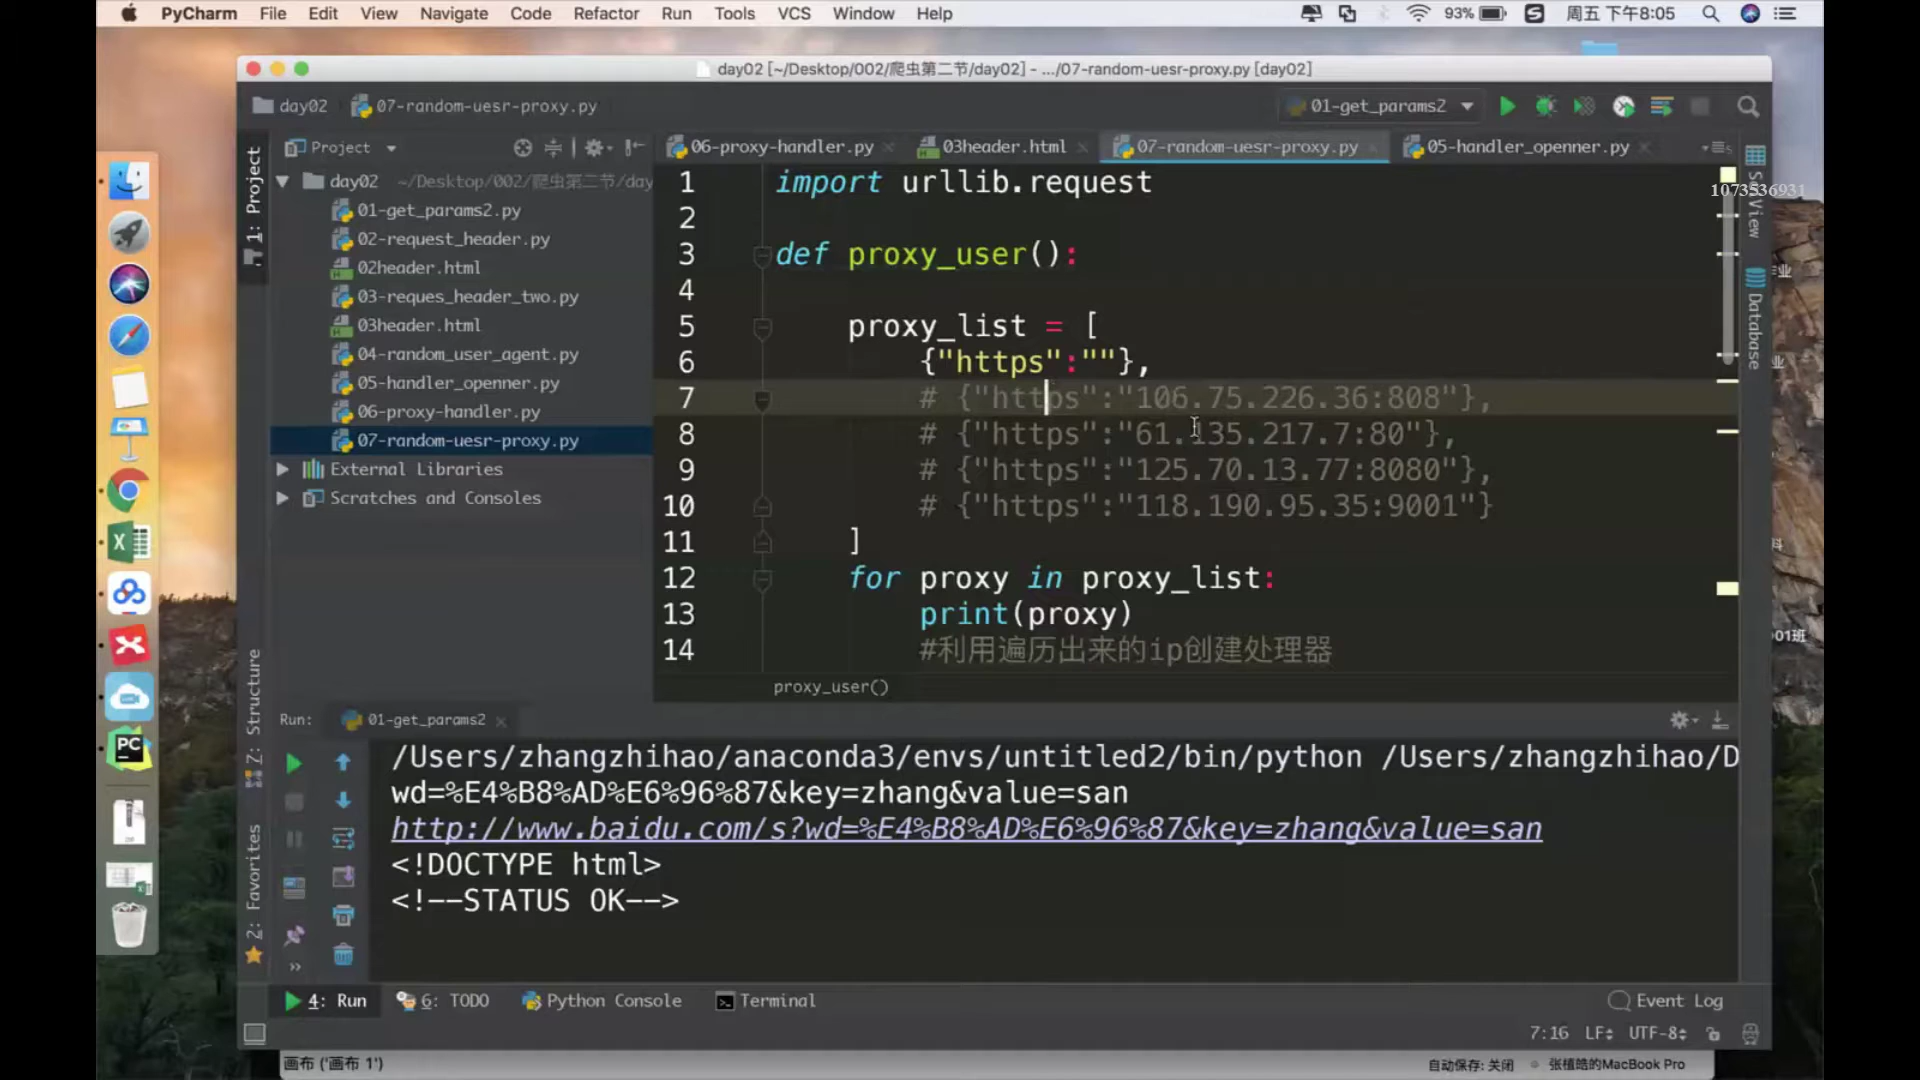 PyCharm File Edit View Navigate Code Refactor Run Tools VCS Window Help 93% 周五 下午8:05
day02 [~/Desktop/002/爬虫第二节/day02] - .../07-random-uesr-proxy.py [day02]
day02 07-random-uesr-proxy.py 01-get_params2
Project 06-proxy-handler.py 03header.html 07-random-uesr-proxy.py 05-handler_openner.py
1: Project
day02 ~/Desktop/002/爬虫第二节/day
01-get_params2.py
02-request_header.py
02header.html
03-reques_header_two.py
03header.html
04-random_user_agent.py
05-handler_openner.py
06-proxy-handler.py
07-random-uesr-proxy.py
External Libraries
Scratches and Consoles
1 import urllib.request
2
3 def proxy_user():
4
5 proxy_list = [
6 {"https":""},
7 # {"https":"106.75.226.36:808"},
8 # {"https":"61.135.217.7:80"},
9 # {"https":"125.70.13.77:8080"},
10 # {"https":"118.190.95.35:9001"}
11 ]
12 for proxy in proxy_list:
13 print(proxy)
14 #利用遍历出来的ip创建处理器
proxy_user()
1073536931
SciView
Database
01班
7: Structure
2: Favorites
Run: 01-get_params2
/Users/zhangzhihao/anaconda3/envs/untitled2/bin/python /Users/zhangzhihao/D
wd=%E4%B8%AD%E6%96%87&key=zhang&value=san
http://www.baidu.com/s?wd=%E4%B8%AD%E6%96%87&key=zhang&value=san
<!DOCTYPE html>
<!--STATUS OK-->
4: Run 6: TODO Python Console Terminal Event Log
7:16 LF UTF-8
画布 ('画布 1') 自动保存: 关闭 张植皓的MacBook Pro